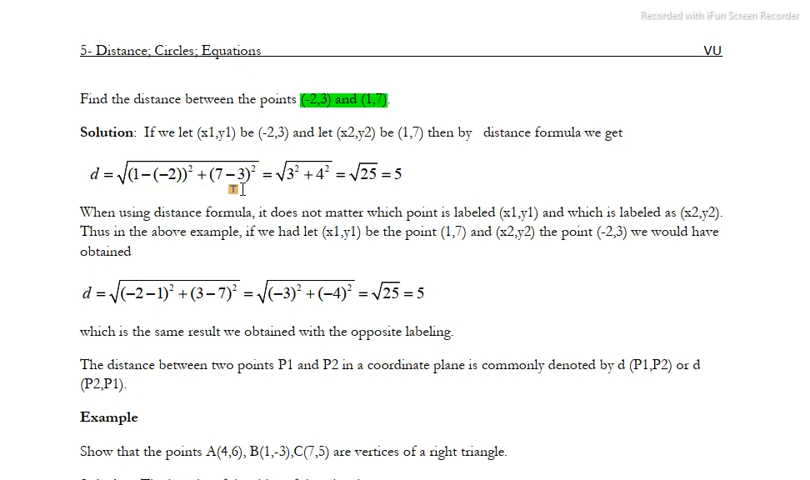 Recorded with iFun Screen Recorder
5- Distance; Circles; Equations VU
Find the distance between the points (-2,3) and (1,7).
Solution: If we let (x1,y1) be (-2,3) and let (x2,y2) be (1,7) then by distance formula we get
d = √((1−(−2))² + (7−3)²) = √(3² + 4²) = √25 = 5
T
When using distance formula, it does not matter which point is labeled (x1,y1) and which is labeled as (x2,y2).
Thus in the above example, if we had let (x1,y1) be the point (1,7) and (x2,y2) the point (-2,3) we would have
obtained
d = √((−2−1)² + (3−7)²) = √((−3)² + (−4)²) = √25 = 5
which is the same result we obtained with the opposite labeling.
The distance between two points P1 and P2 in a coordinate plane is commonly denoted by d (P1,P2) or d
(P2,P1).
Example
Show that the points A(4,6), B(1,-3),C(7,5) are vertices of a right triangle.